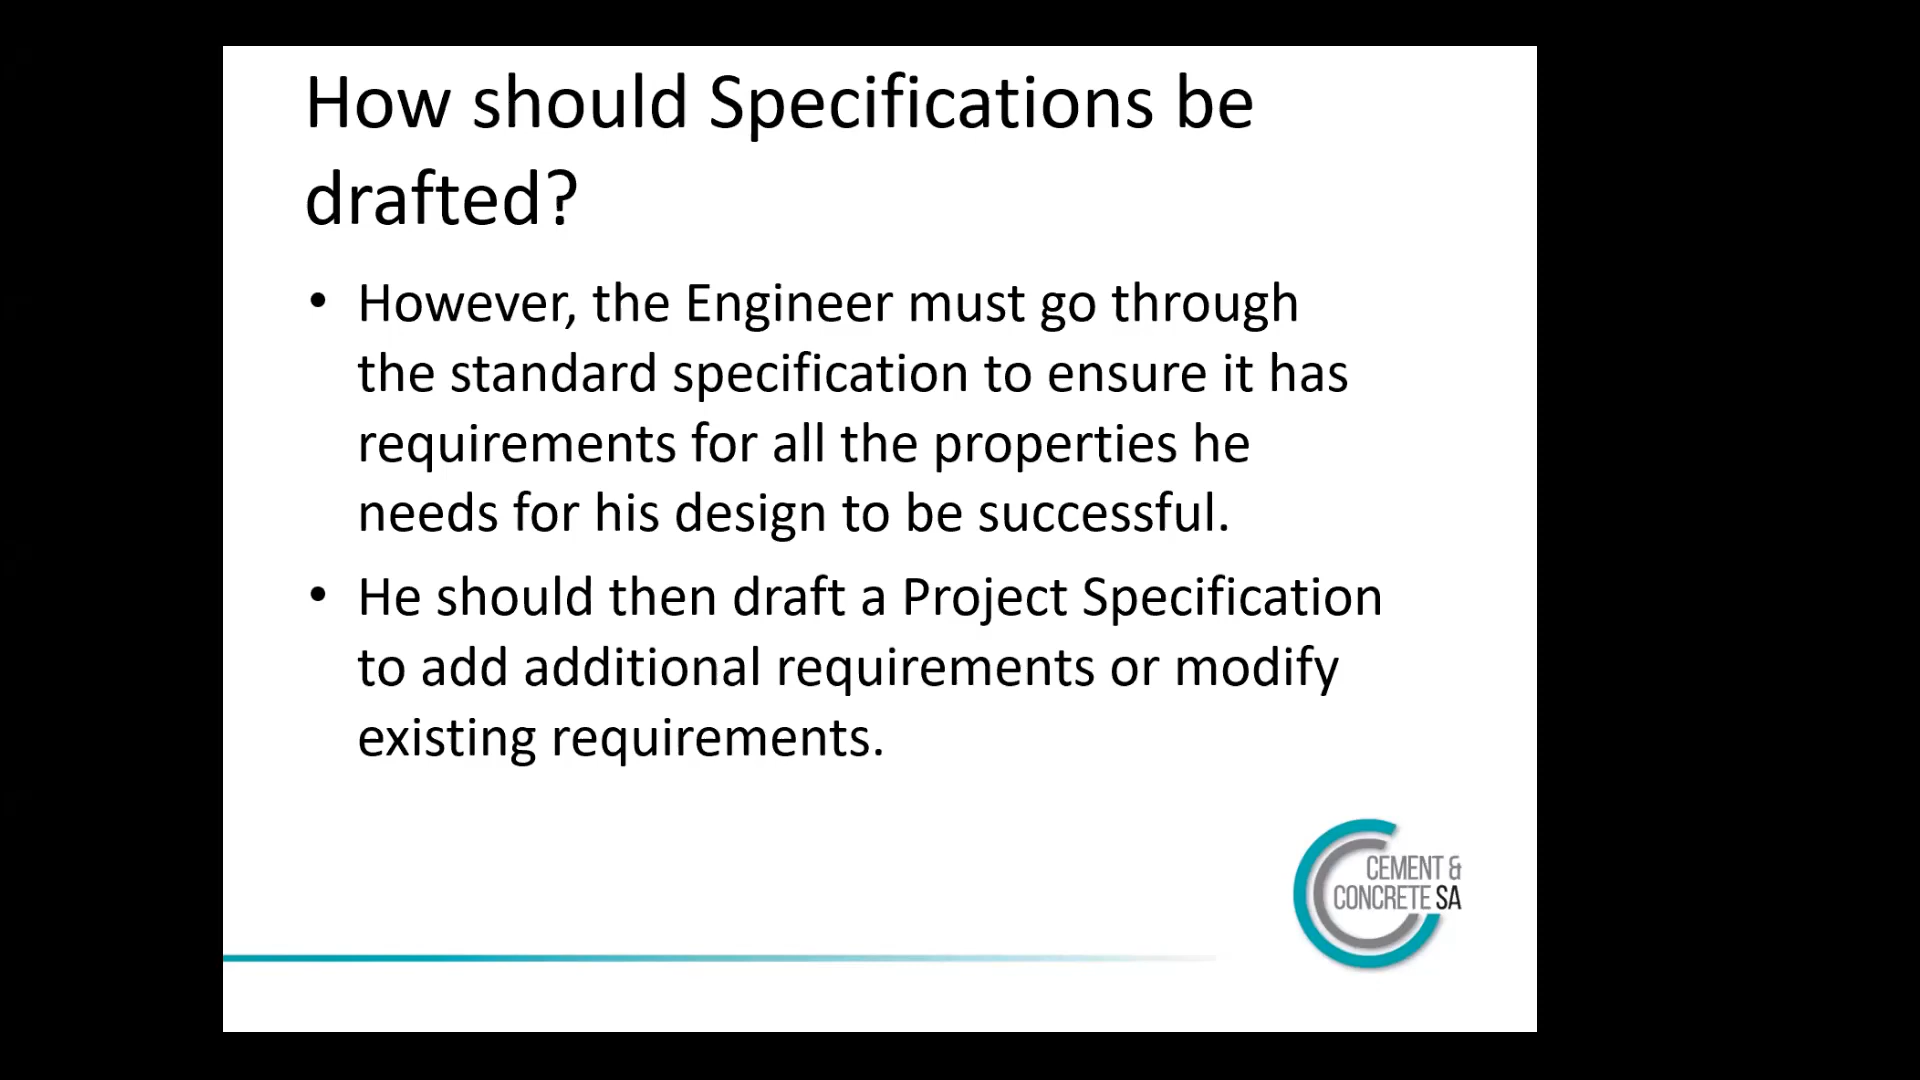 How should Specifications be
drafted?
• However, the Engineer must go through
the standard specification to ensure it has
requirements for all the properties he
needs for his design to be successful.
• He should then draft a Project Specification
to add additional requirements or modify
existing requirements.
CEMENT &
CONCRETE SA